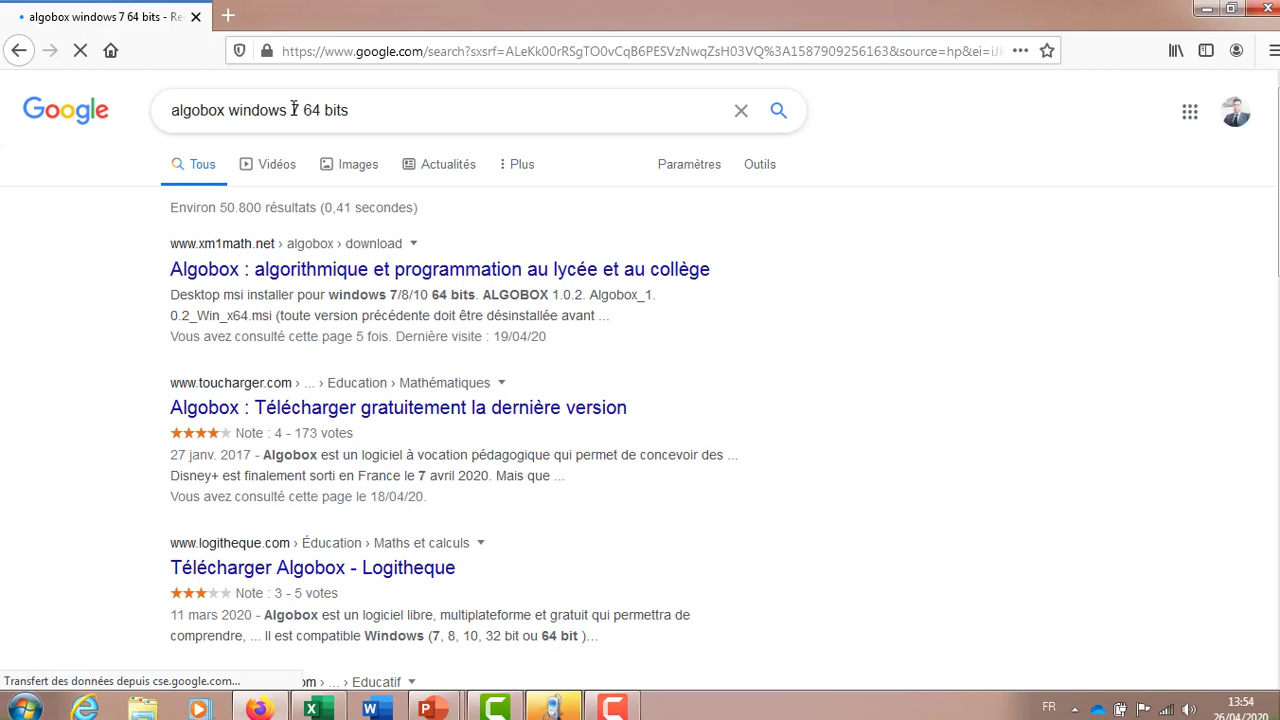 algobox windows 7 64 bits - Re
https://www.google.com/search?sxsrf=ALeKk00rRSgTO0vCqB6PESVzNwqZsH03VQ%3A1587909256163&source=hp&ei=iJK
Google
algobox windows 7 64 bits
Tous Vidéos Images Actualités Plus Paramètres Outils
Environ 50.800 résultats (0,41 secondes)
www.xm1math.net › algobox › download
Algobox : algorithmique et programmation au lycée et au collège
Desktop msi installer pour windows 7/8/10 64 bits. ALGOBOX 1.0.2. Algobox_1.
0.2_Win_x64.msi (toute version précédente doit être désinstallée avant ...
Vous avez consulté cette page 5 fois. Dernière visite : 19/04/20
www.toucharger.com › ... › Education › Mathématiques
Algobox : Télécharger gratuitement la dernière version
Note : 4 - 173 votes
27 janv. 2017 - Algobox est un logiciel à vocation pédagogique qui permet de concevoir des ...
Disney+ est finalement sorti en France le 7 avril 2020. Mais que ...
Vous avez consulté cette page le 18/04/20.
www.logitheque.com › Éducation › Maths et calculs
Télécharger Algobox - Logitheque
Note : 3 - 5 votes
11 mars 2020 - Algobox est un logiciel libre, multiplateforme et gratuit qui permettra de
comprendre, ... Il est compatible Windows (7, 8, 10, 32 bit ou 64 bit )...
om › ... › Educatif
Transfert des données depuis cse.google.com...
FR 13:54
26/04/2020